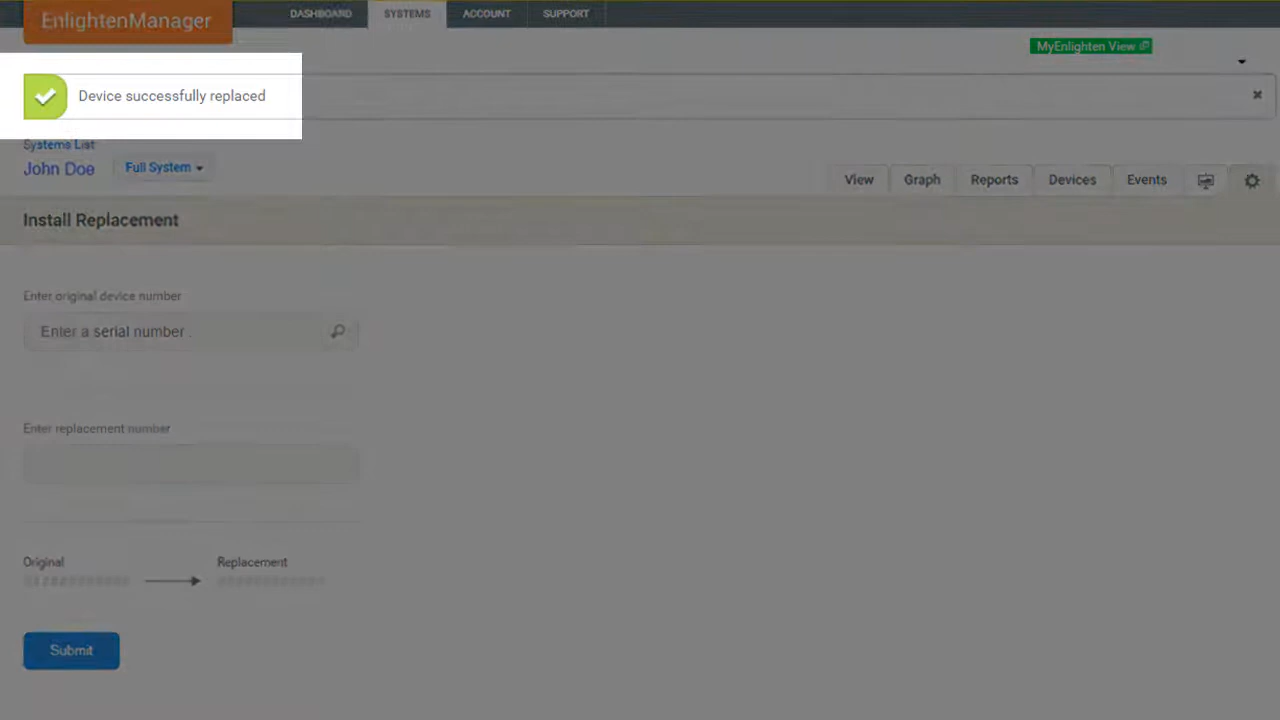 EnlightenManager
DASHBOARD SYSTEMS ACCOUNT SUPPORT
MyEnlighten View
Device successfully replaced
Systems List
John Doe Full System
View Graph Reports Devices Events
Install Replacement
Enter original device number
Enter a serial number
Enter replacement number
Original Replacement
Submit